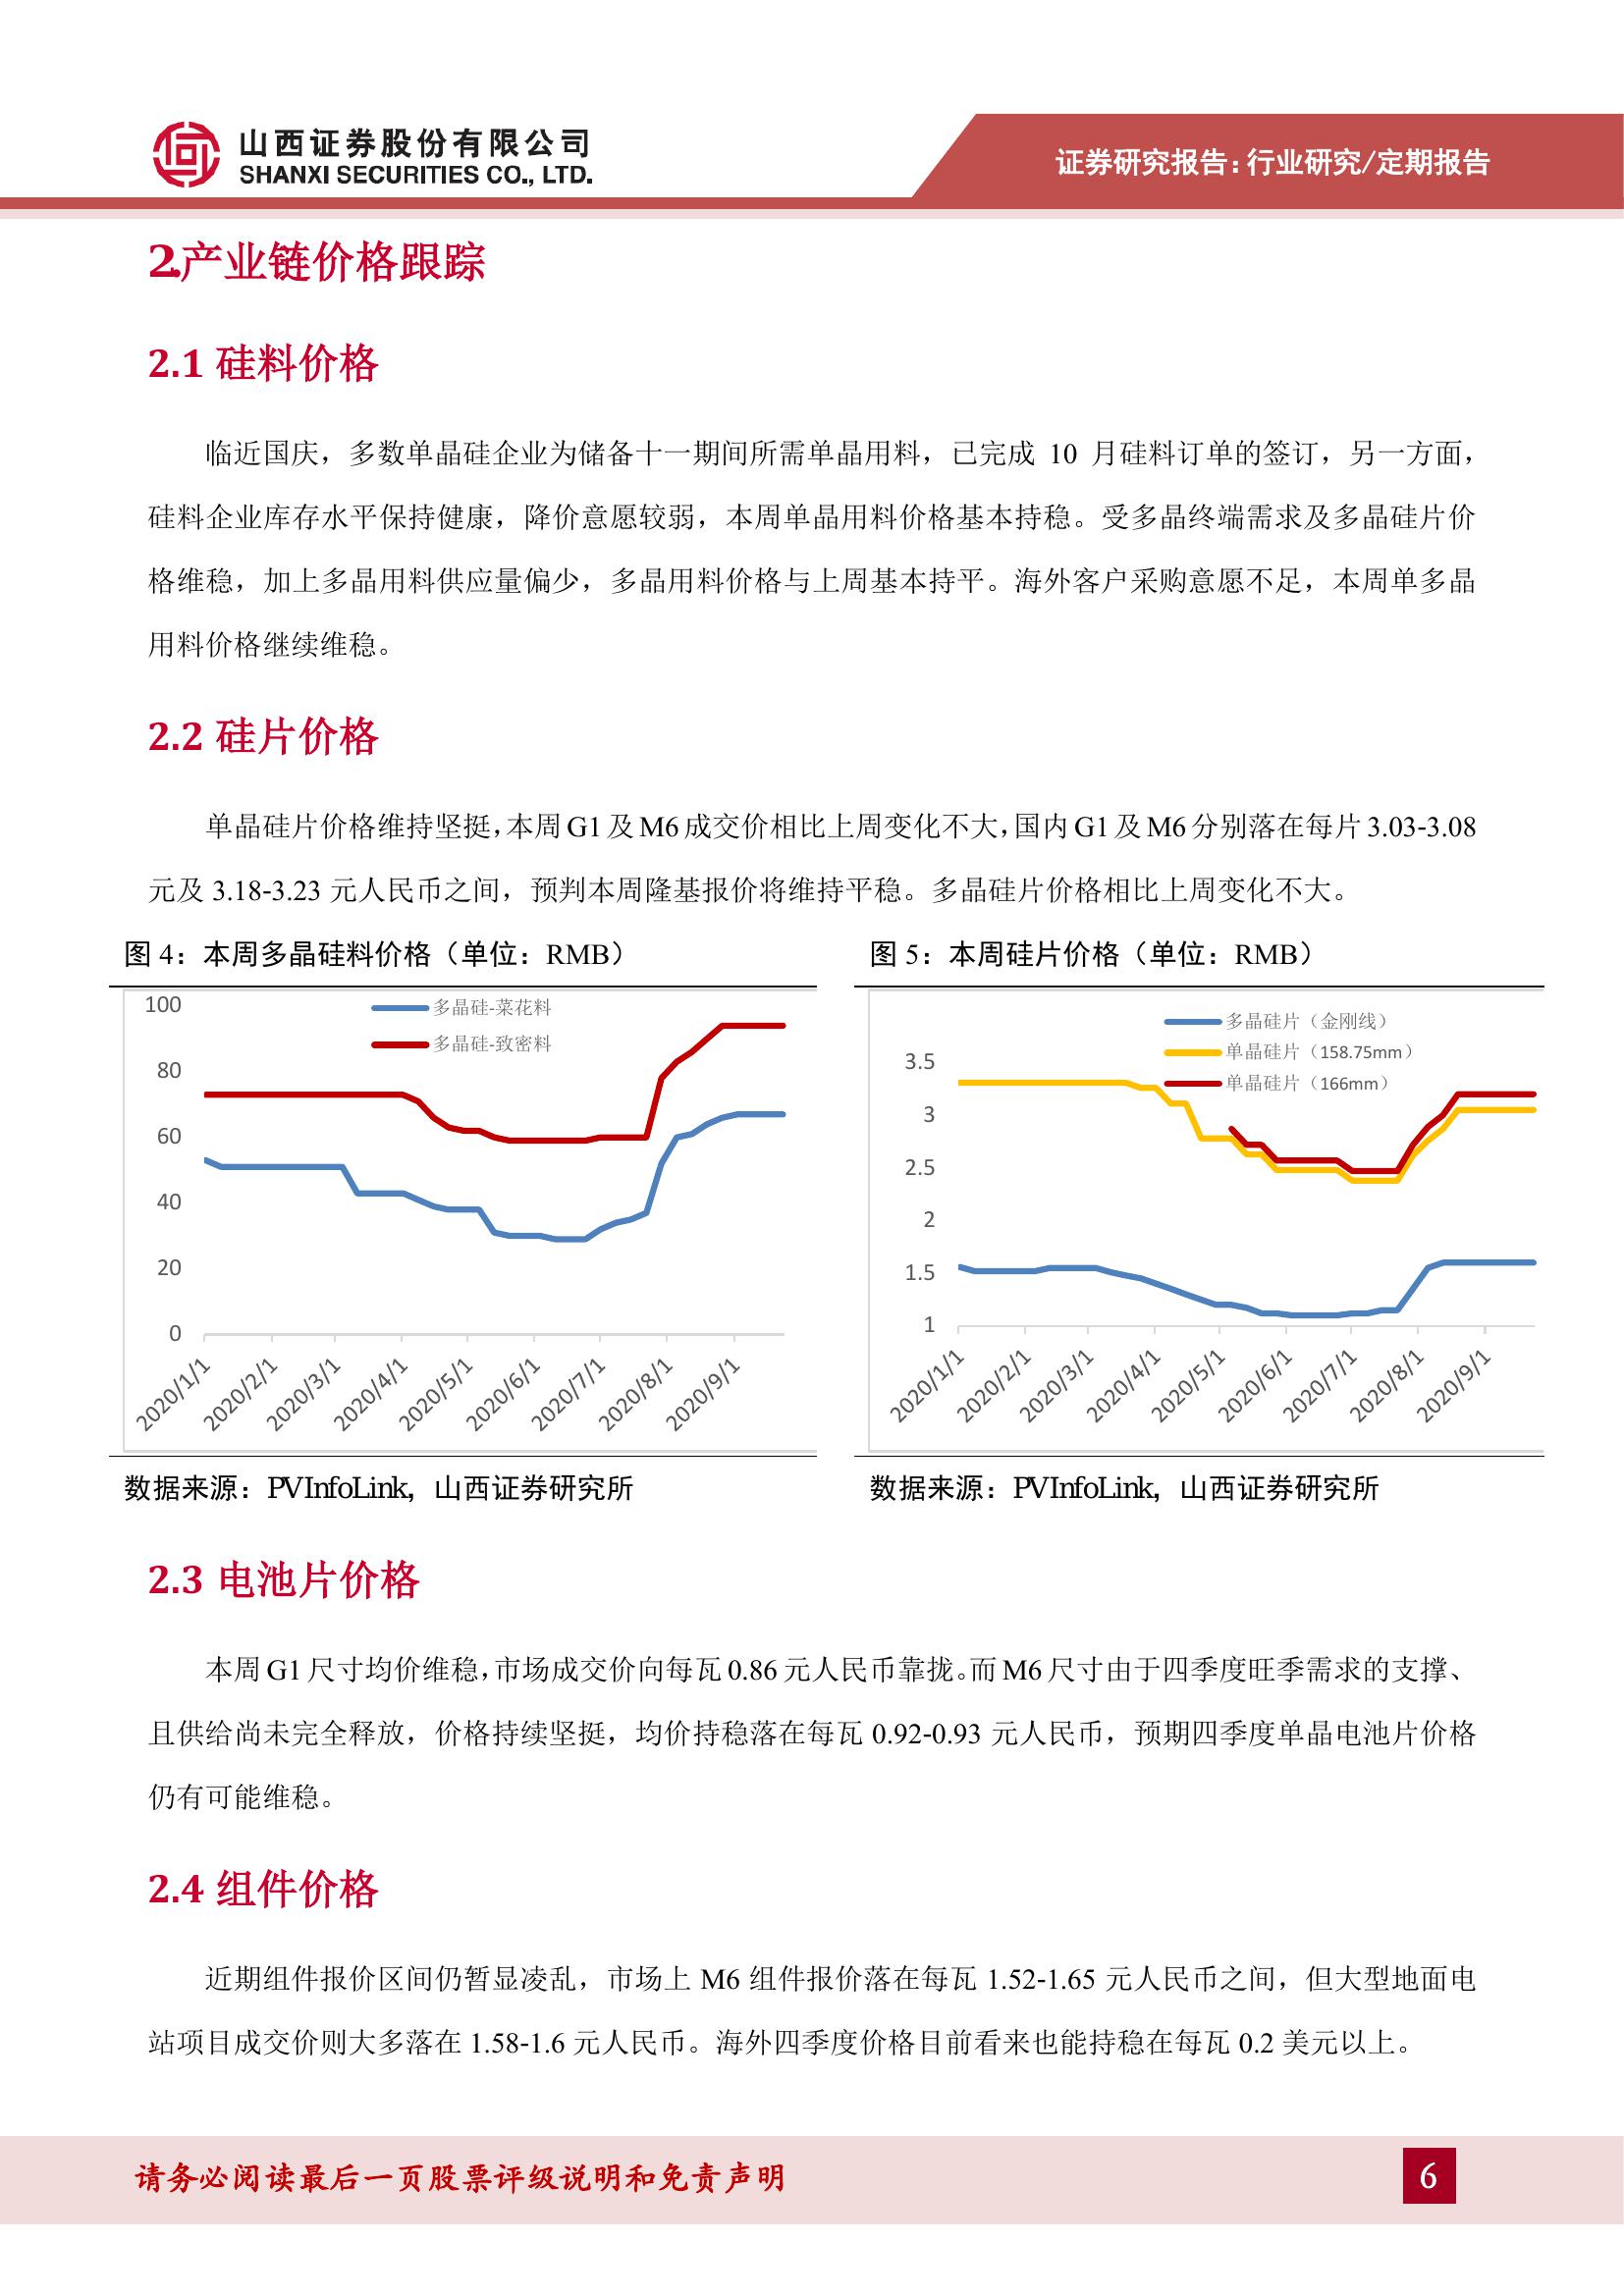 山西证券股份有限公司
SHANXI SECURITIES CO., LTD.
证券研究报告:行业研究/定期报告
2.产业链价格跟踪
2.1 硅料价格
临近国庆，多数单晶硅企业为储备十一期间所需单晶用料，已完成 10 月硅料订单的签订，另一方面，
硅料企业库存水平保持健康，降价意愿较弱，本周单晶用料价格基本持稳。受多晶终端需求及多晶硅片价
格维稳，加上多晶用料供应量偏少，多晶用料价格与上周基本持平。海外客户采购意愿不足，本周单多晶
用料价格继续维稳。
2.2 硅片价格
单晶硅片价格维持坚挺，本周 G1 及 M6 成交价相比上周变化不大，国内 G1 及 M6 分别落在每片 3.03-3.08
元及 3.18-3.23 元人民币之间，预判本周隆基报价将维持平稳。多晶硅片价格相比上周变化不大。
图 4：本周多晶硅料价格（单位：RMB）
100
80
60
40
20
0
多晶硅-菜花料
多晶硅-致密料
2020/1/1
2020/2/1
2020/3/1
2020/4/1
2020/5/1
2020/6/1
2020/7/1
2020/8/1
2020/9/1
数据来源：PVInfoLink，山西证券研究所
图 5：本周硅片价格（单位：RMB）
多晶硅片（金刚线）
单晶硅片（158.75mm）
单晶硅片（166mm）
3.5
3
2.5
2
1.5
1
2020/1/1
2020/2/1
2020/3/1
2020/4/1
2020/5/1
2020/6/1
2020/7/1
2020/8/1
2020/9/1
数据来源：PVInfoLink，山西证券研究所
2.3 电池片价格
本周 G1 尺寸均价维稳，市场成交价向每瓦 0.86 元人民币靠拢。而 M6 尺寸由于四季度旺季需求的支撑、
且供给尚未完全释放，价格持续坚挺，均价持稳落在每瓦 0.92-0.93 元人民币，预期四季度单晶电池片价格
仍有可能维稳。
2.4 组件价格
近期组件报价区间仍暂显凌乱，市场上 M6 组件报价落在每瓦 1.52-1.65 元人民币之间，但大型地面电
站项目成交价则大多落在 1.58-1.6 元人民币。海外四季度价格目前看来也能持稳在每瓦 0.2 美元以上。
请务必阅读最后一页股票评级说明和免责声明
6